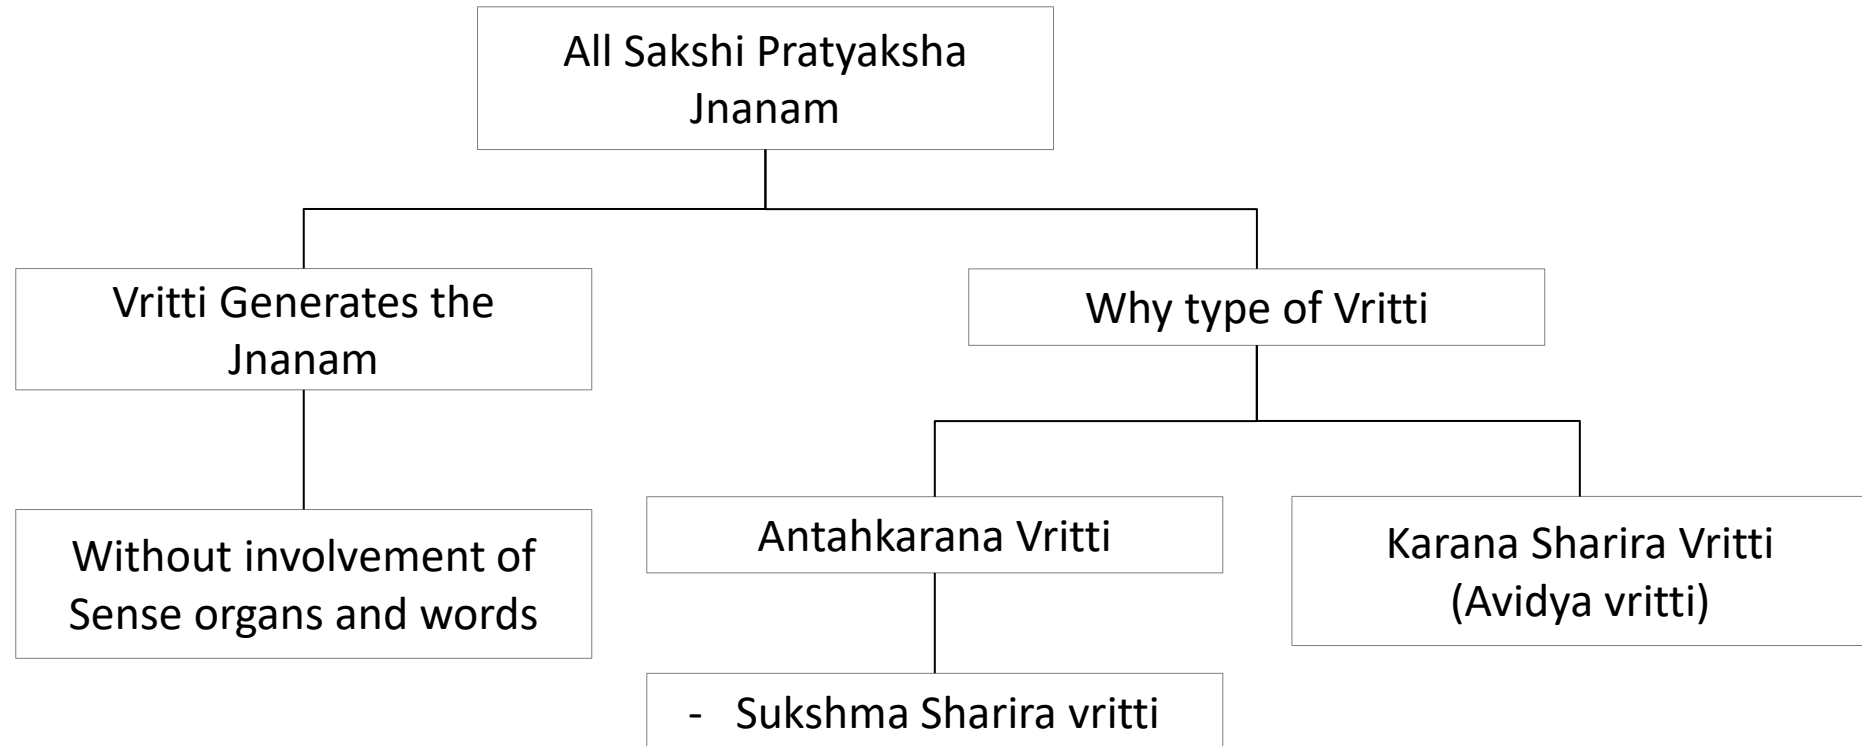 All Sakshi Pratyaksha
Jnanam
Vritti Generates the
Jnanam
Why type of Vritti
Without involvement of
Sense organs and words
Antahkarana Vritti
Karana Sharira Vritti
(Avidya vritti)
- Sukshma Sharira vritti